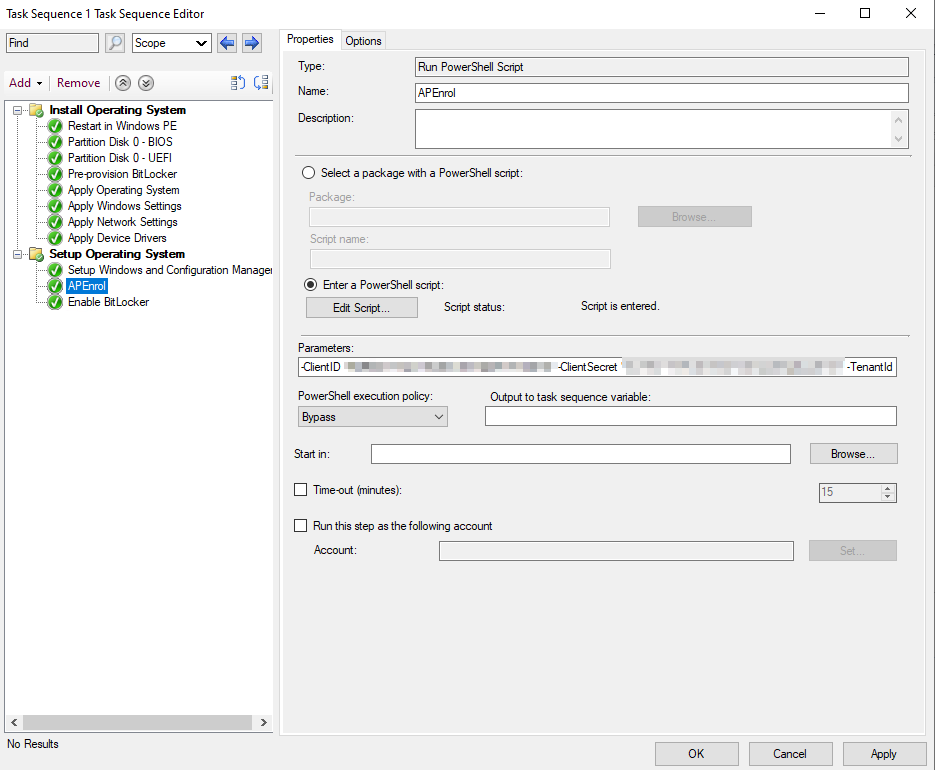 Task Sequence 1 Task Sequence Editor
Find
Scope
Add
Remove
Install Operating System
Restart in Windows PE
Partition Disk 0 - BIOS
Partition Disk 0 - UEFI
Pre-provision BitLocker
Apply Operating System
Apply Windows Settings
Apply Network Settings
Apply Device Drivers
Setup Operating System
Setup Windows and Configuration Manager
APEnrol
Enable BitLocker
No Results
Properties
Options
Type:
Run PowerShell Script
Name:
APEnrol
Description:
Select a package with a PowerShell script:
Package:
Browse...
Script name:
Enter a PowerShell script:
Edit Script...
Script status:
Script is entered.
Parameters:
-ClientID -ClientSecret -TenantId
PowerShell execution policy:
Output to task sequence variable:
Bypass
Start in:
Browse...
Time-out (minutes):
15
Run this step as the following account
Account:
Set...
OK
Cancel
Apply